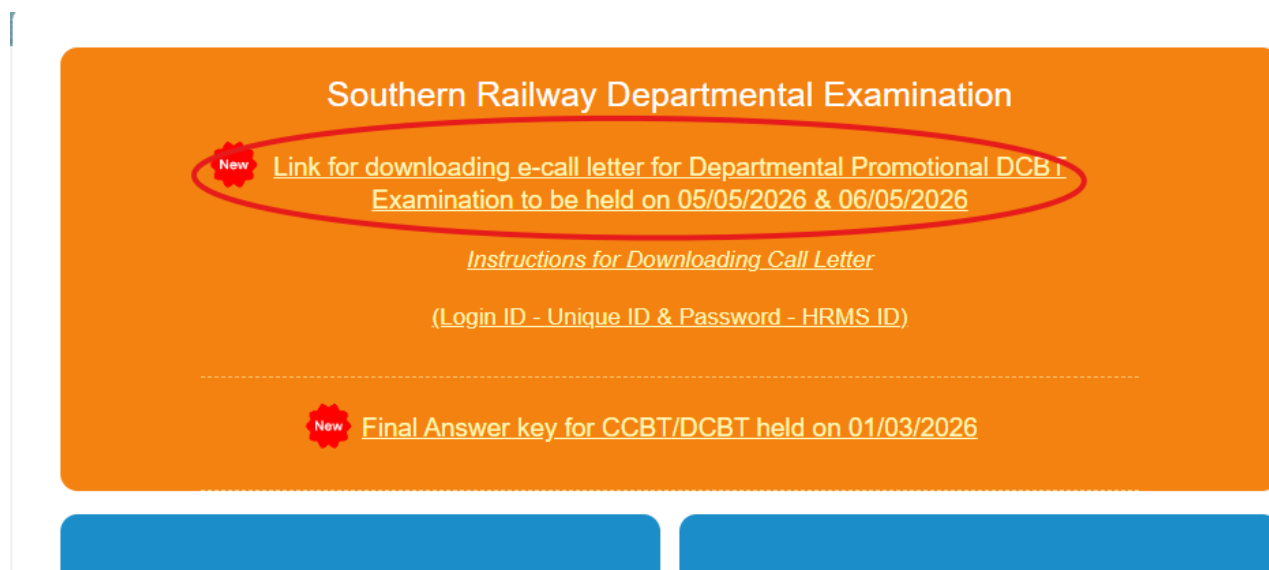 Southern Railway Departmental Examination
New Link for downloading e-call letter for Departmental Promotional DCBT
Examination to be held on 05/05/2026 & 06/05/2026
Instructions for Downloading Call Letter
(Login ID - Unique ID & Password - HRMS ID)
New Final Answer key for CCBT/DCBT held on 01/03/2026